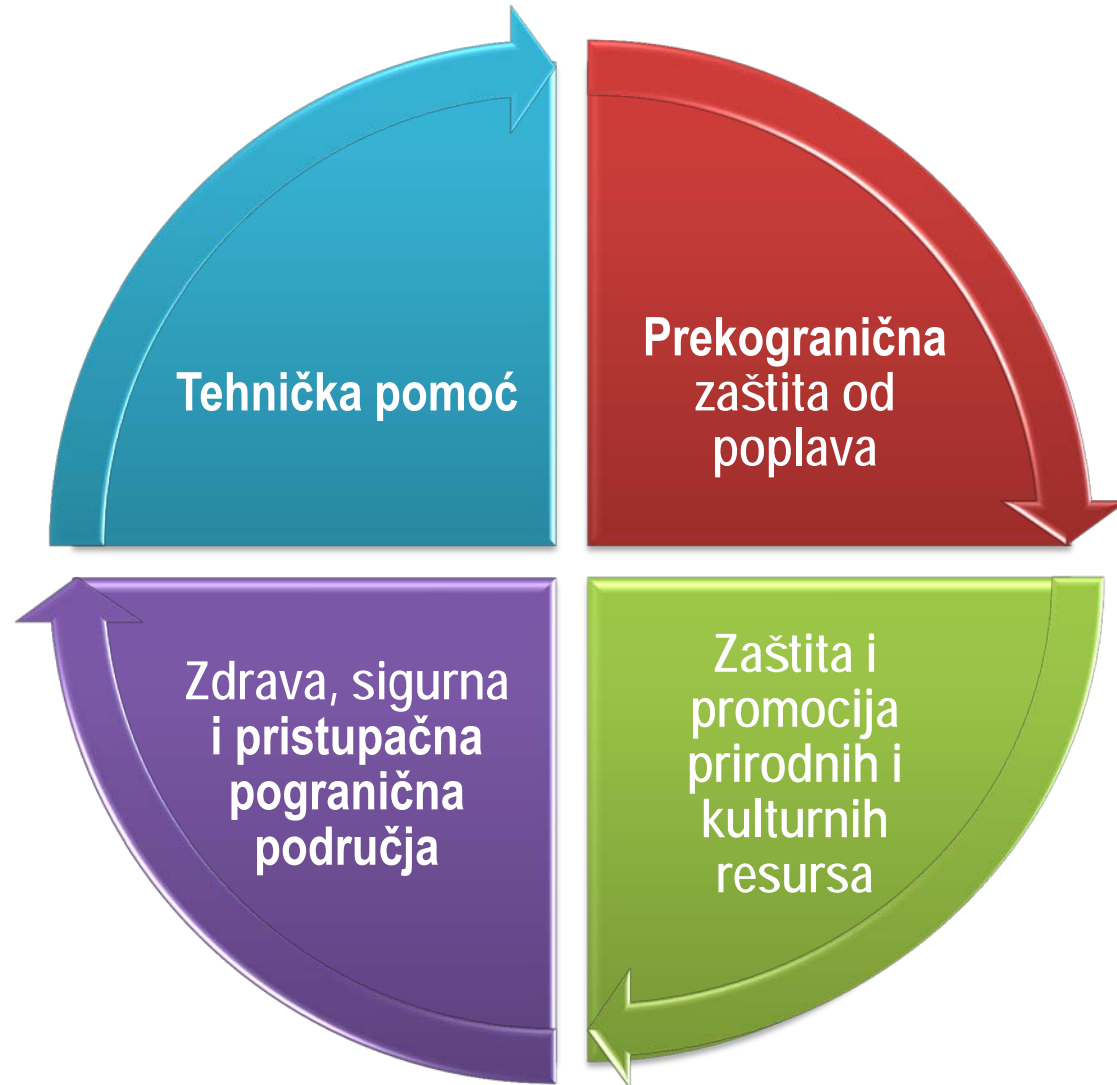 Tehnička pomoć
Prekogranična
zaštita od
poplava
Zdrava, sigurna
i pristupačna
pogranična
područja
Zaštita i
promocija
prirodnih i
kulturnih
resursa